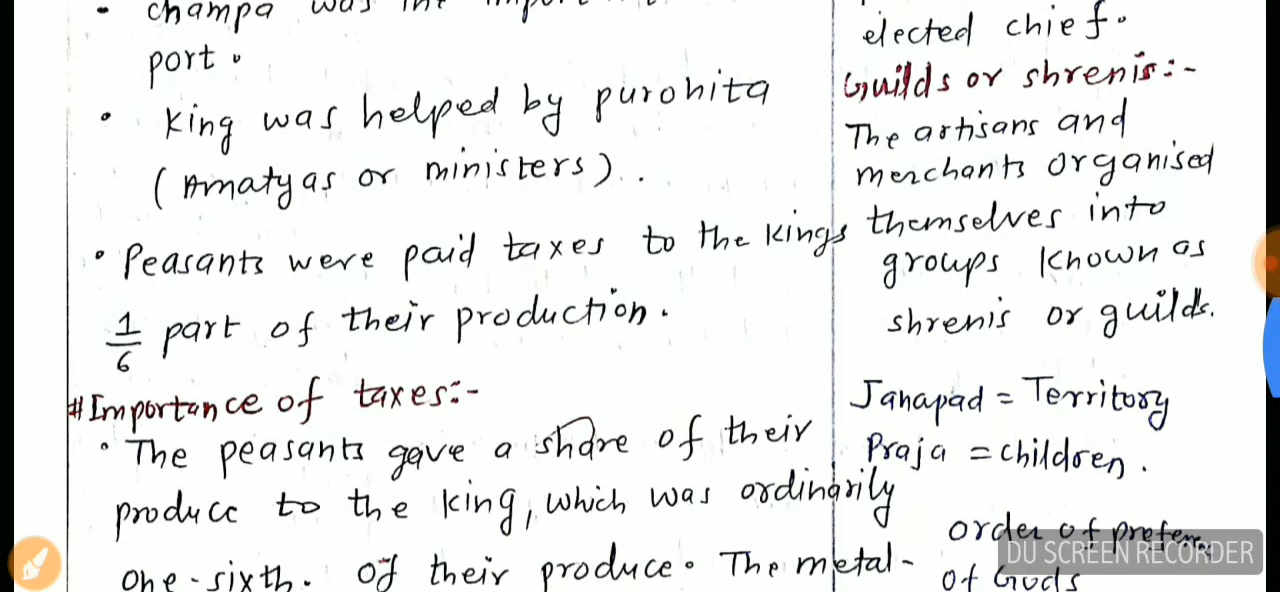 - champa was the
port.
• King was helped by purohita
(Amatyas or ministers).
• Peasants were paid taxes to the kings
1/6 part of their production.
# Importance of taxes:-
• The peasants gave a share of their
produce to the king, which was ordinarily
one-sixth. Of their produce. The metal-
elected chief.
Guilds or shrenis:-
The artisans and
merchants organised
themselves into
groups known as
shrenis or guilds.
Janapad = Territory
Praja = children.
order of
of Gods
DU SCREEN RECORDER